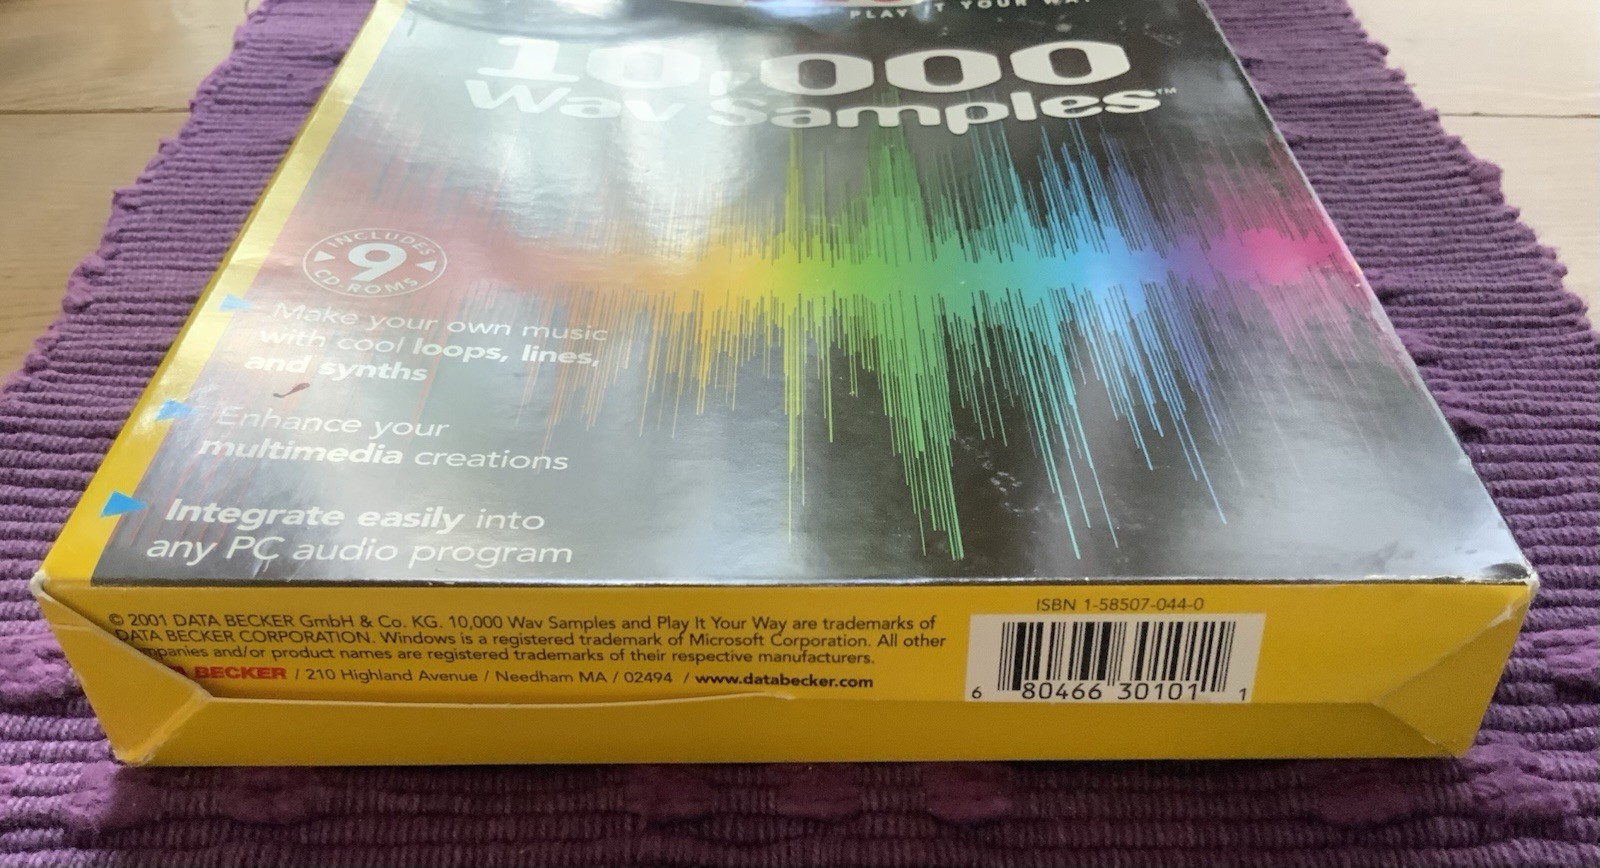 PLAY IT YOUR WAY
10,000
Wav Samples™
INCLUDES
9
CD-ROMS
Make your own music
with cool loops, lines,
and synths
Enhance your
multimedia creations
Integrate easily into
any PC audio program
© 2001 DATA BECKER GmbH & Co. KG. 10,000 Wav Samples and Play It Your Way are trademarks of
DATA BECKER CORPORATION. Windows is a registered trademark of Microsoft Corporation. All other
mpanies and/or product names are registered trademarks of their respective manufacturers.
A BECKER / 210 Highland Avenue / Needham MA / 02494 / www.databecker.com
ISBN 1-58507-044-0
6 80466 30101 1